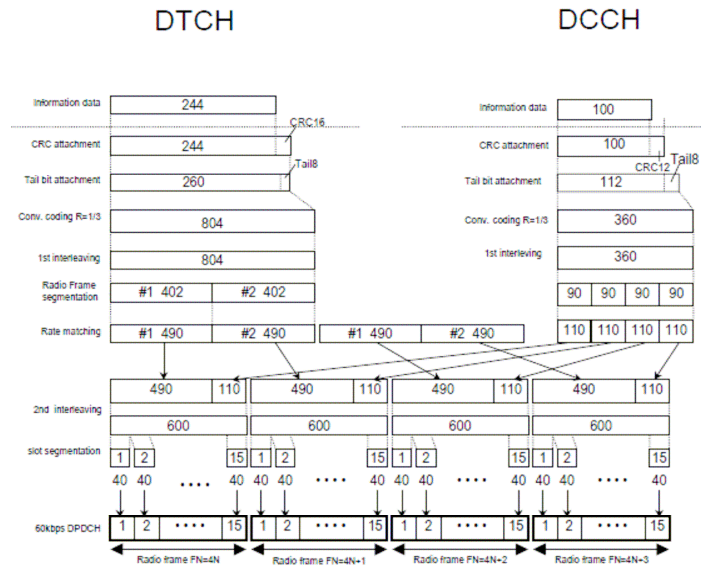 DTCH DCCH
Information data 244 Information data 100
CRC16
CRC attachment 244 CRC attachment 100
CRC12 Tail8
Tail8
Tail bit attachment 260 Tail bit attachment 112
Conv. coding R=1/3 804 Conv. coding R=1/3 360
1st interleaving 804 1st interleving 360
Radio Frame segmentation #1 402 #2 402 90 90 90 90
Rate matching #1 490 #2 490 #1 490 #2 490 110 110 110 110
490 110 490 110 490 110 490 110
2nd interleaving
600 600 600 600
slot segmentation 1 2 15 1 2 15 1 2 15 1 2 15
40 40 •••• 40 40 40 •••• 40 40 40 •••• 40 40 40 •••• 40
60kbps DPDCH 1 2 •••• 15 1 2 •••• 15 1 2 •••• 15 1 2 •••• 15
Radio frame FN=4N Radio frame FN=4N+1 Radio frame FN=4N+2 Radio frame FN=4N+3